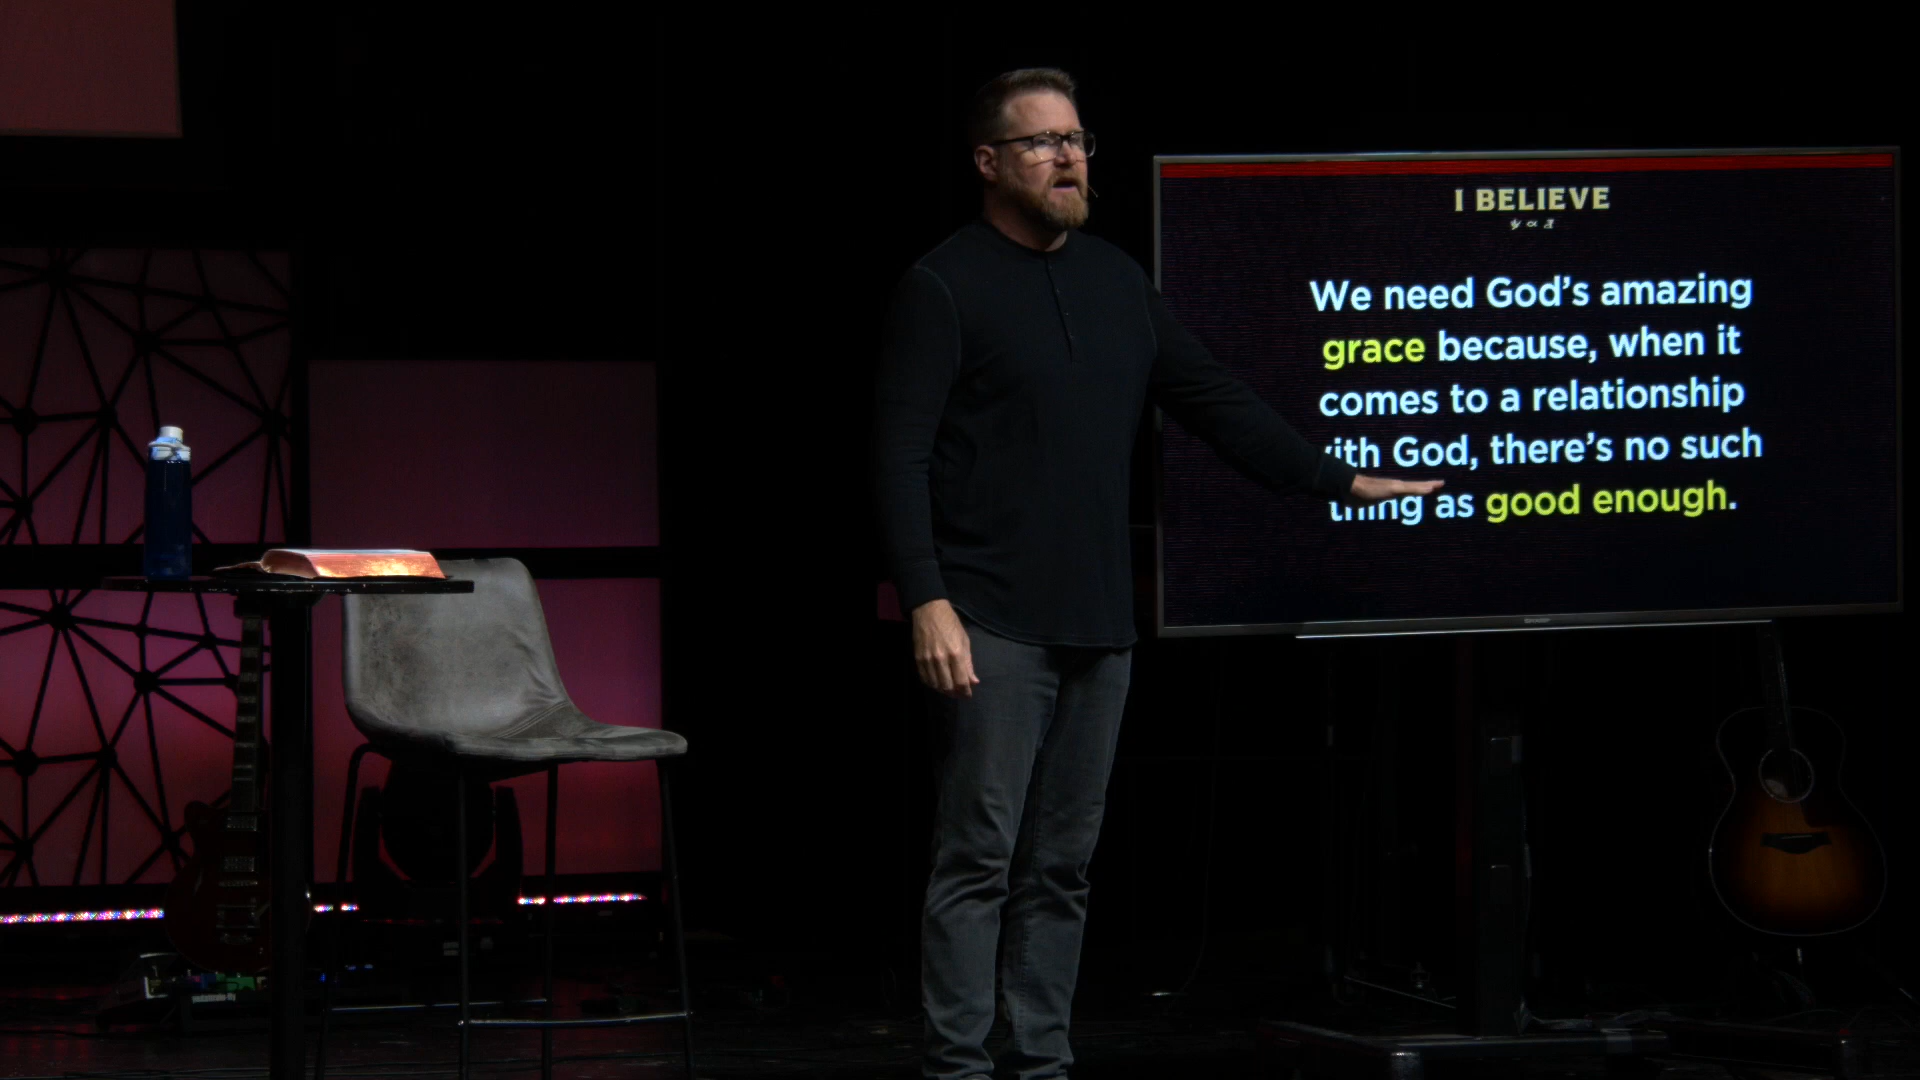 I BELIEVE
We need God's amazing
grace because, when it
comes to a relationship
with God, there's no such
thing as good enough.
SHARP